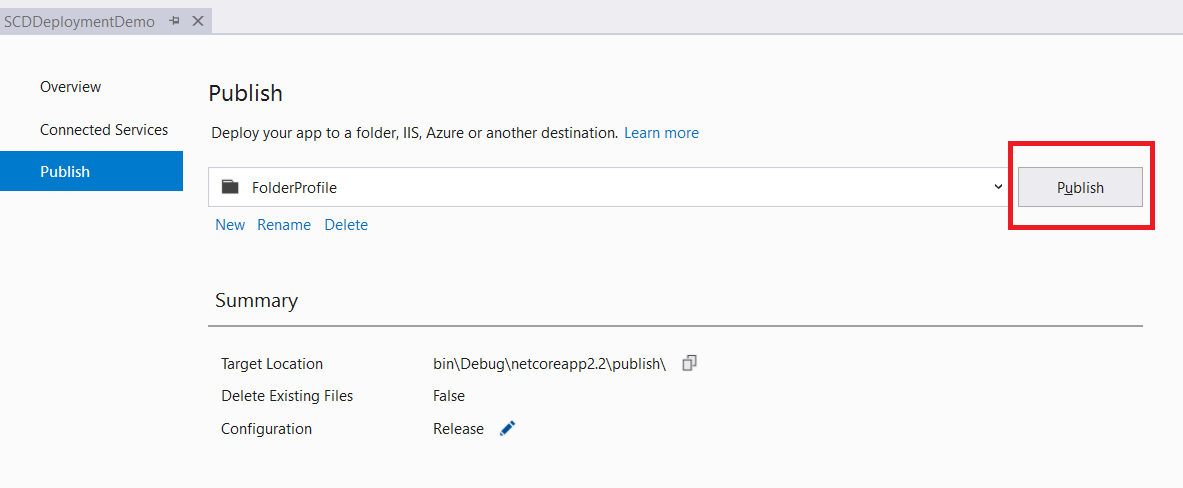 SCDDeploymentDemo
Overview
Connected Services
Publish
Publish
Deploy your app to a folder, IIS, Azure or another destination. Learn more
FolderProfile
Publish
New Rename Delete
Summary
Target Location bin\Debug\netcoreapp2.2\publish\
Delete Existing Files False
Configuration Release